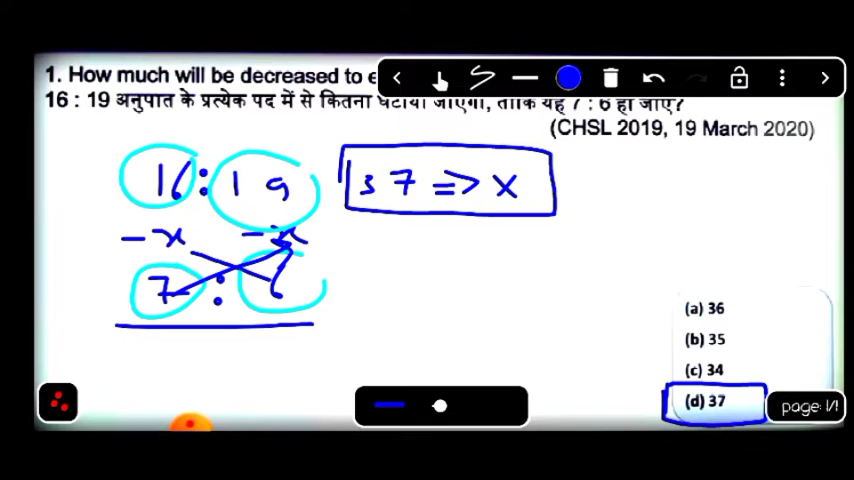 1. How much will be decreased to e
16 : 19 अनुपात के प्रत्येक पद में से कितना घटाया जाएगा, ताकि यह 7 : 6 हो जाए?
(CHSL 2019, 19 March 2020)
16 : 19
37 => x
-x -x
7 : 6
(a) 36
(b) 35
(c) 34
(d) 37
page: 1/1